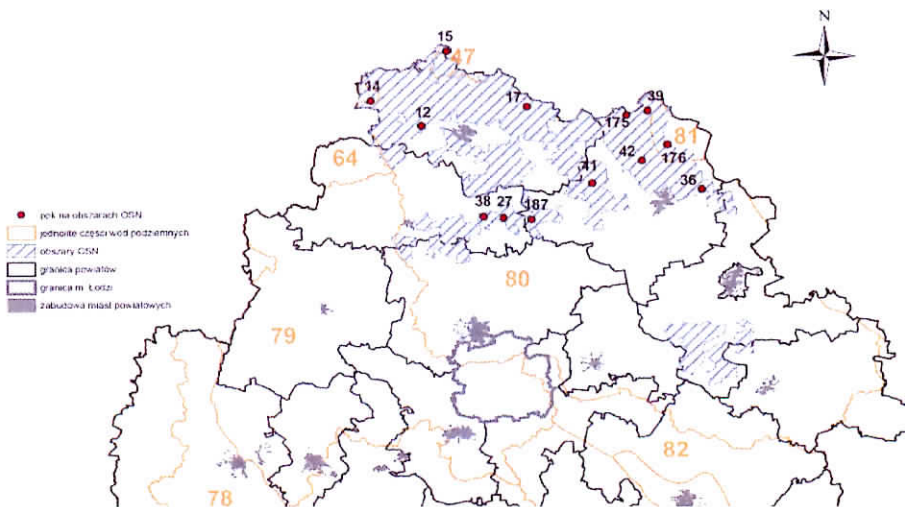 N
15
47
14
17
39
12
175
81
64
42
176
41
36
38 27 187
ppk na obszarach OSN
jednolite części wód podziemnych
obszary OSN
granica powiatów
granica m. Łodzi
zabudowa miast powiatowych
80
79
82
78